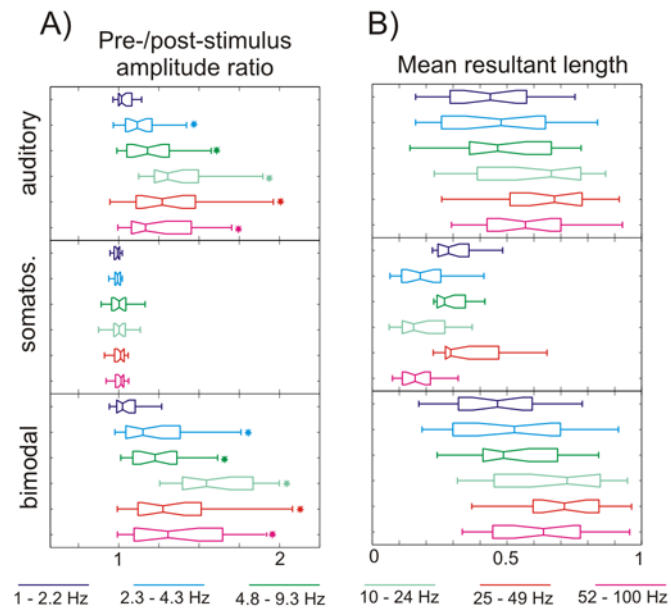 A)
Pre-/post-stimulus
amplitude ratio
B)
Mean resultant length
auditory
somatos.
bimodal
1
2
0
0.5
1
1 - 2.2 Hz
2.3 - 4.3 Hz
4.8 - 9.3 Hz
10 - 24 Hz
25 - 49 Hz
52 - 100 Hz